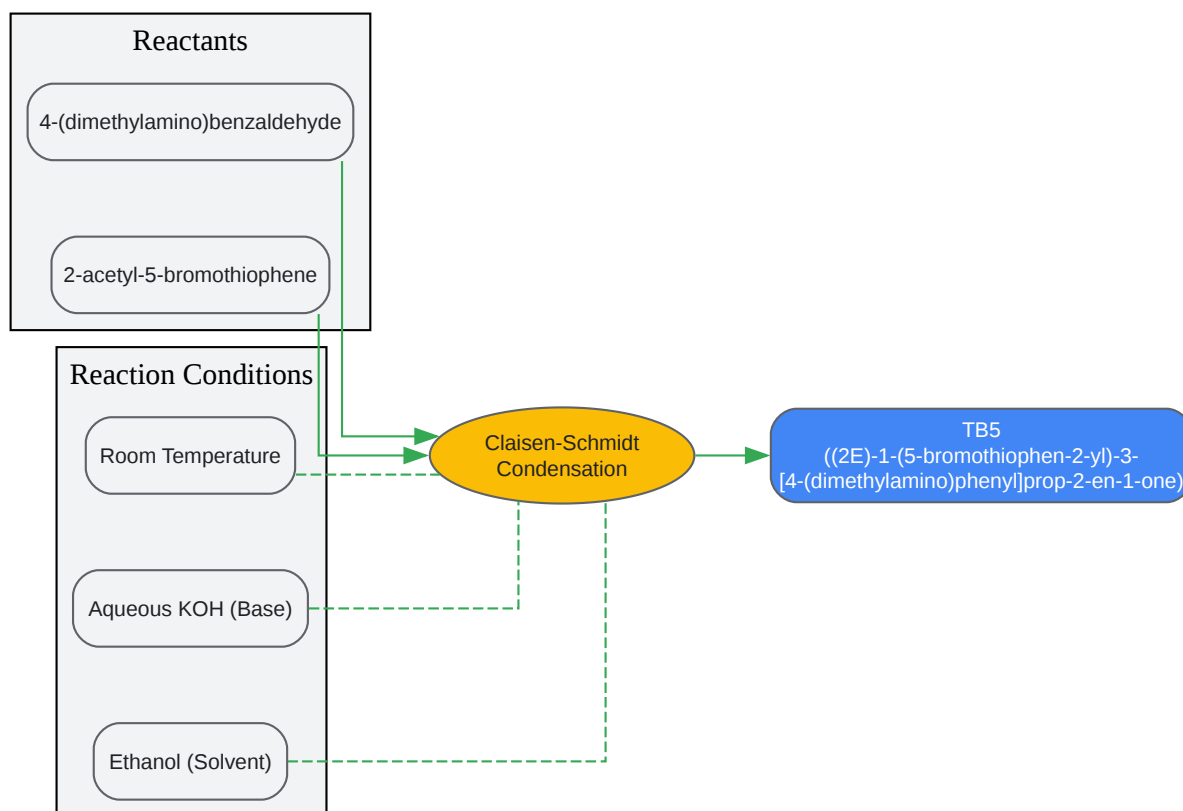 Reactants
4-(dimethylamino)benzaldehyde
2-acetyl-5-bromothiophene
Reaction Conditions
Room Temperature
Aqueous KOH (Base)
Ethanol (Solvent)
Claisen-Schmidt
Condensation
TB5
((2E)-1-(5-bromothiophen-2-yl)-3-
[4-(dimethylamino)phenyl]prop-2-en-1-one)